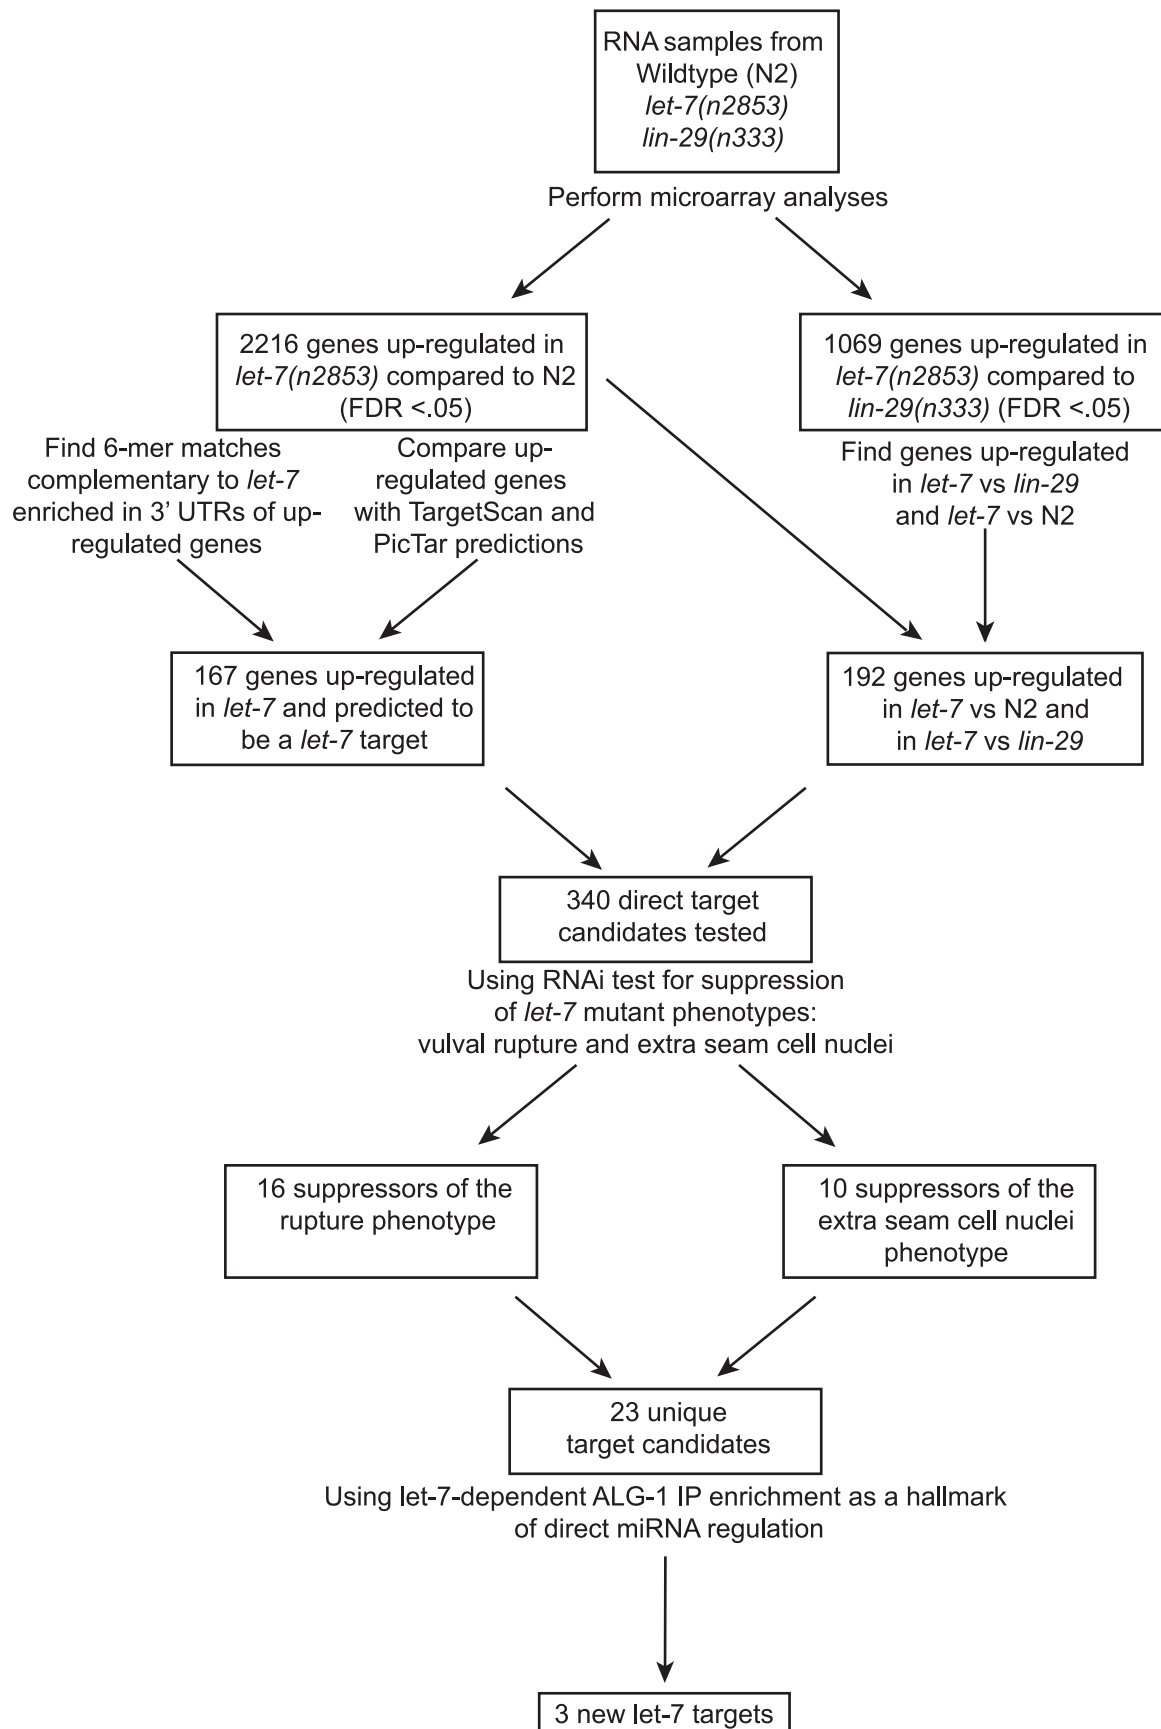 RNA samples from
Wildtype (N2)
let-7(n2853)
lin-29(n333)
Perform microarray analyses
2216 genes up-regulated in
let-7(n2853) compared to N2
(FDR <.05)
1069 genes up-regulated in
let-7(n2853) compared to
lin-29(n333) (FDR <.05)
Find 6-mer matches
complementary to let-7
enriched in 3’ UTRs of up-
regulated genes
Compare up-
regulated genes
with TargetScan and
PicTar predictions
Find genes up-regulated
in let-7 vs lin-29
and let-7 vs N2
167 genes up-regulated
in let-7 and predicted to
be a let-7 target
192 genes up-regulated
in let-7 vs N2 and
in let-7 vs lin-29
340 direct target
candidates tested
Using RNAi test for suppression
of let-7 mutant phenotypes:
vulval rupture and extra seam cell nuclei
16 suppressors of the
rupture phenotype
10 suppressors of the
extra seam cell nuclei
phenotype
23 unique
target candidates
Using let-7-dependent ALG-1 IP enrichment as a hallmark
of direct miRNA regulation
3 new let-7 targets